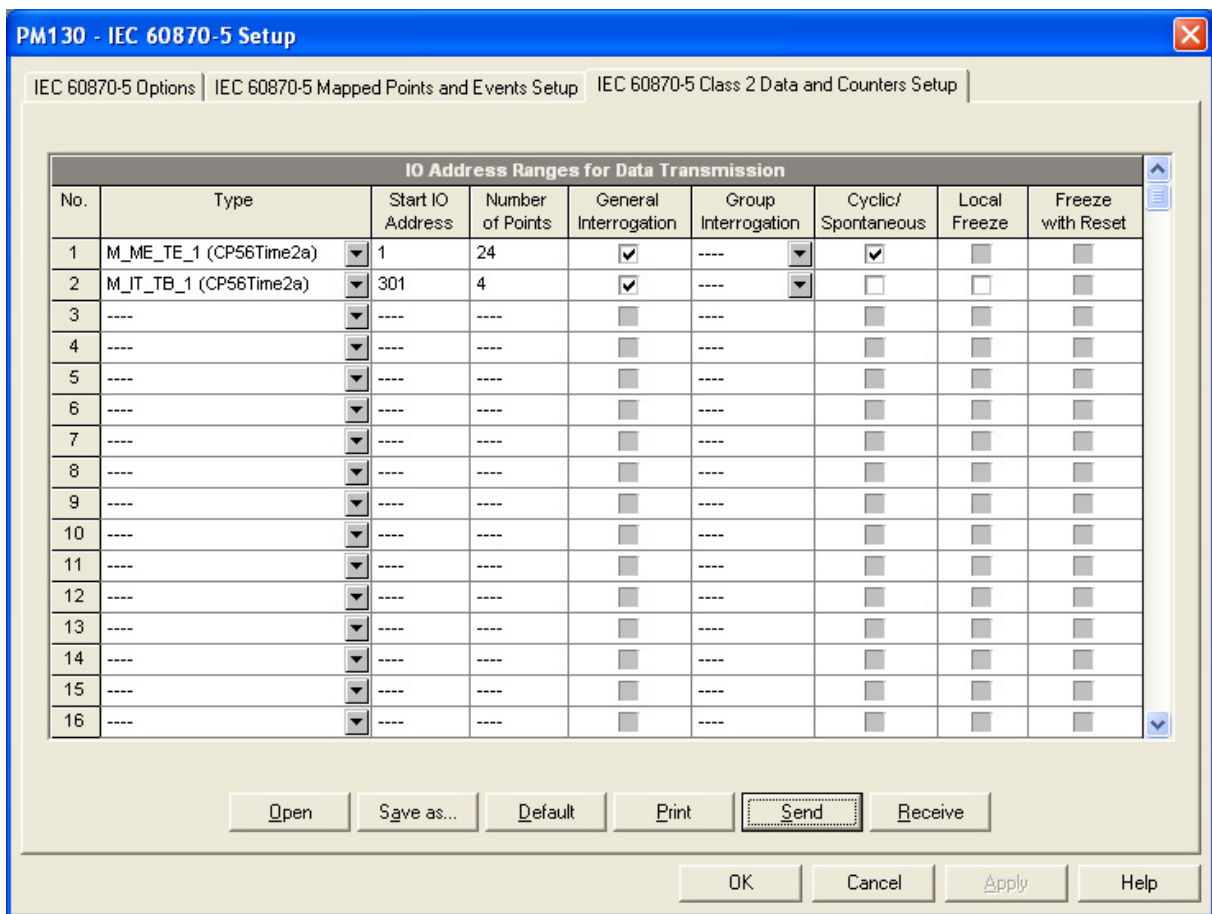 PM130 - IEC 60870-5 Setup
IEC 60870-5 Options IEC 60870-5 Mapped Points and Events Setup IEC 60870-5 Class 2 Data and Counters Setup
IO Address Ranges for Data Transmission
No. Type Start IO Address Number of Points General Interrogation Group Interrogation Cyclic/ Spontaneous Local Freeze Freeze with Reset
1 M_ME_TE_1 (CP56Time2a) 1 24 ----
2 M_IT_TB_1 (CP56Time2a) 301 4 ----
3 ---- ---- ---- ----
4 ---- ---- ---- ----
5 ---- ---- ---- ----
6 ---- ---- ---- ----
7 ---- ---- ---- ----
8 ---- ---- ---- ----
9 ---- ---- ---- ----
10 ---- ---- ---- ----
11 ---- ---- ---- ----
12 ---- ---- ---- ----
13 ---- ---- ---- ----
14 ---- ---- ---- ----
15 ---- ---- ---- ----
16 ---- ---- ---- ----
Open Save as... Default Print Send Receive
OK Cancel Apply Help